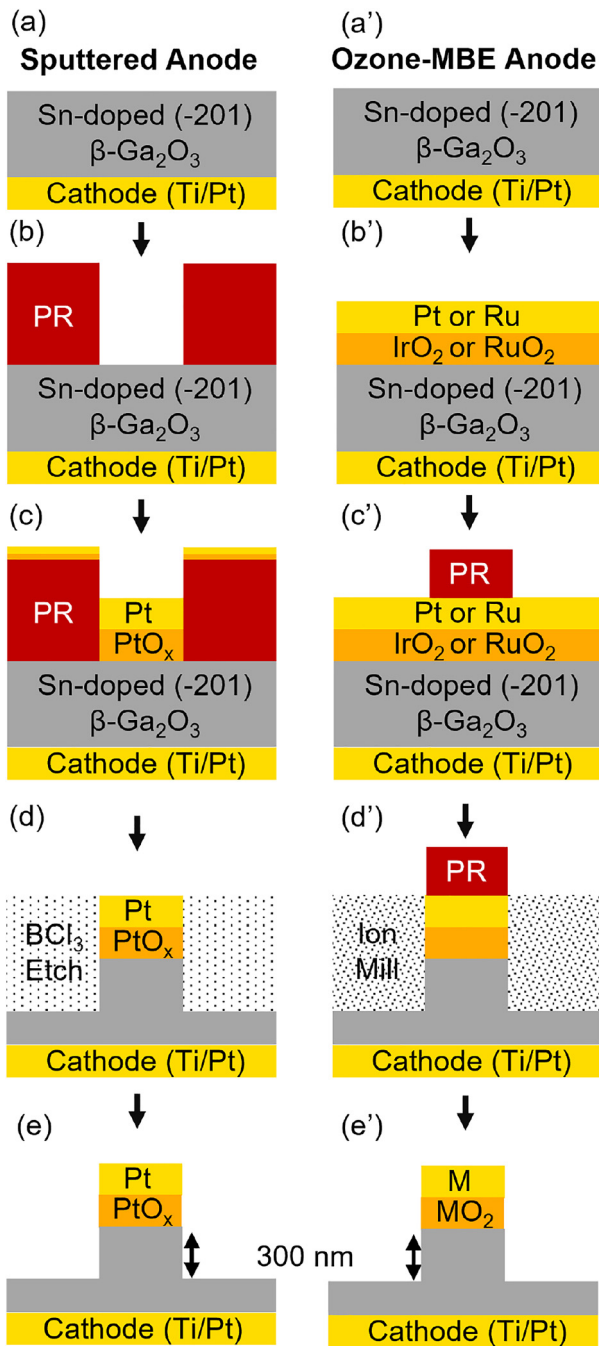 (a)
Sputtered Anode
Sn-doped (-201)
β-Ga₂O₃
Cathode (Ti/Pt)
(b)
PR
Sn-doped (-201)
β-Ga₂O₃
Cathode (Ti/Pt)
(c)
PR
Pt
PtOₓ
Sn-doped (-201)
β-Ga₂O₃
Cathode (Ti/Pt)
(d)
Pt
PtOₓ
BCl₃
Etch
Cathode (Ti/Pt)
(e)
Pt
PtOₓ
300 nm
Cathode (Ti/Pt)
(a')
Ozone-MBE Anode
Sn-doped (-201)
β-Ga₂O₃
Cathode (Ti/Pt)
(b')
Pt or Ru
IrO₂ or RuO₂
Sn-doped (-201)
β-Ga₂O₃
Cathode (Ti/Pt)
(c')
PR
Pt or Ru
IrO₂ or RuO₂
Sn-doped (-201)
β-Ga₂O₃
Cathode (Ti/Pt)
(d')
PR
Ion
Mill
Cathode (Ti/Pt)
(e')
M
MO₂
Cathode (Ti/Pt)